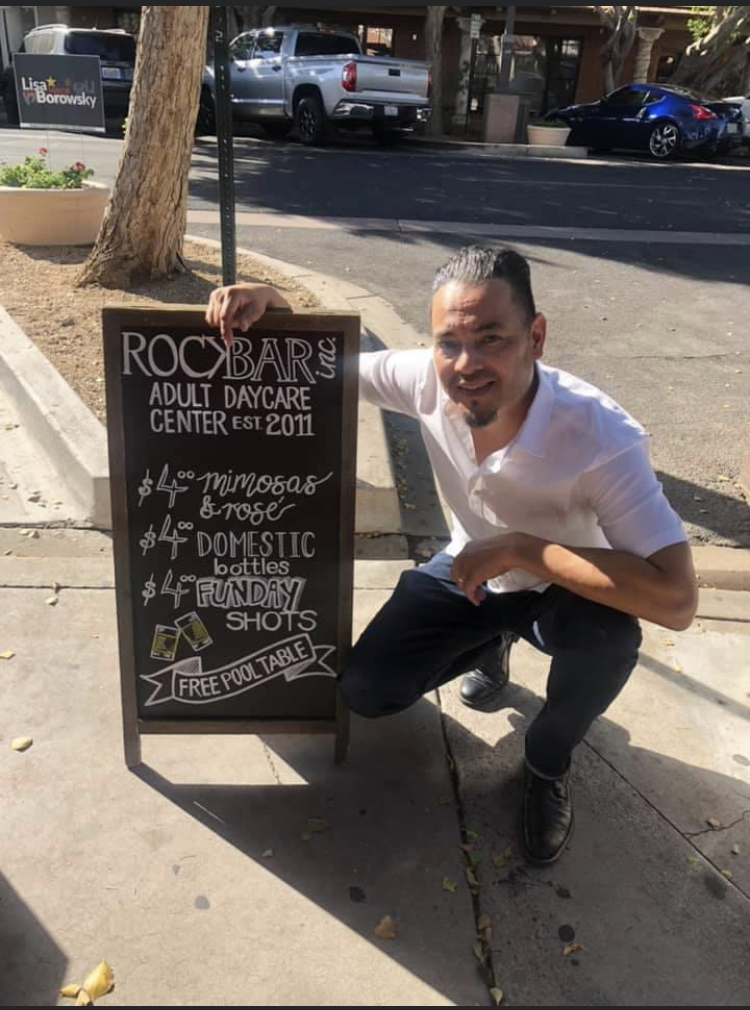 Lisa
Borowsky
ROCKBAR inc.
ADULT DAYCARE
CENTER EST. 2011
$4.00 mimosas
& rosé
$4.00 DOMESTIC
bottles
$4.00 FUNDAY
SHOTS
FREE POOL TABLE